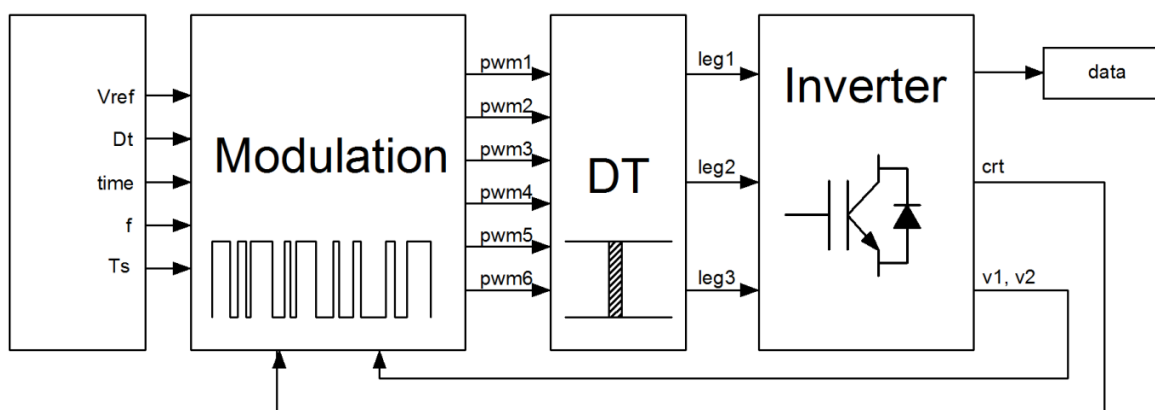 Vref
Dt
time
f
Ts
Modulation
pwm1
pwm2
pwm3
pwm4
pwm5
pwm6
DT
leg1
leg2
leg3
Inverter
data
crt
v1, v2